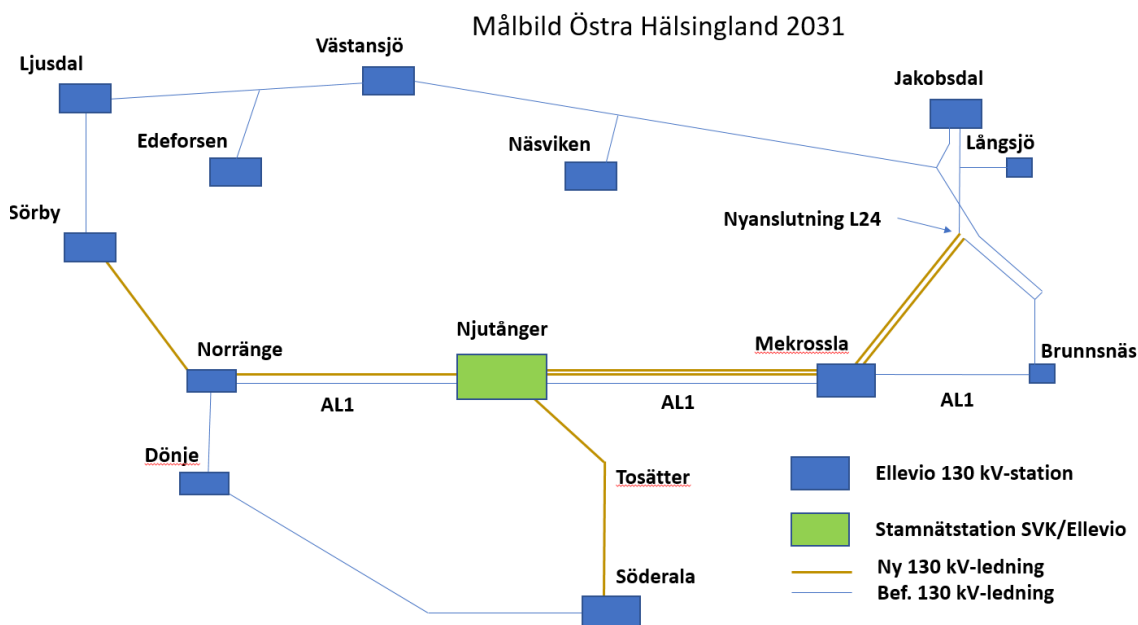 Målbild Östra Hälsingland 2031
Västansjö
Ljusdal
Jakobsdal
Edeforsen
Näsviken
Långsjö
Sörby
Nyanslutning L24
Njutånger
Norränge
Mekrossla
Brunnsnäs
AL1
AL1
AL1
Dönje
Tosätter
Ellevio 130 kV-station
Stamnätstation SVK/Ellevio
Söderala
Ny 130 kV-ledning
Bef. 130 kV-ledning